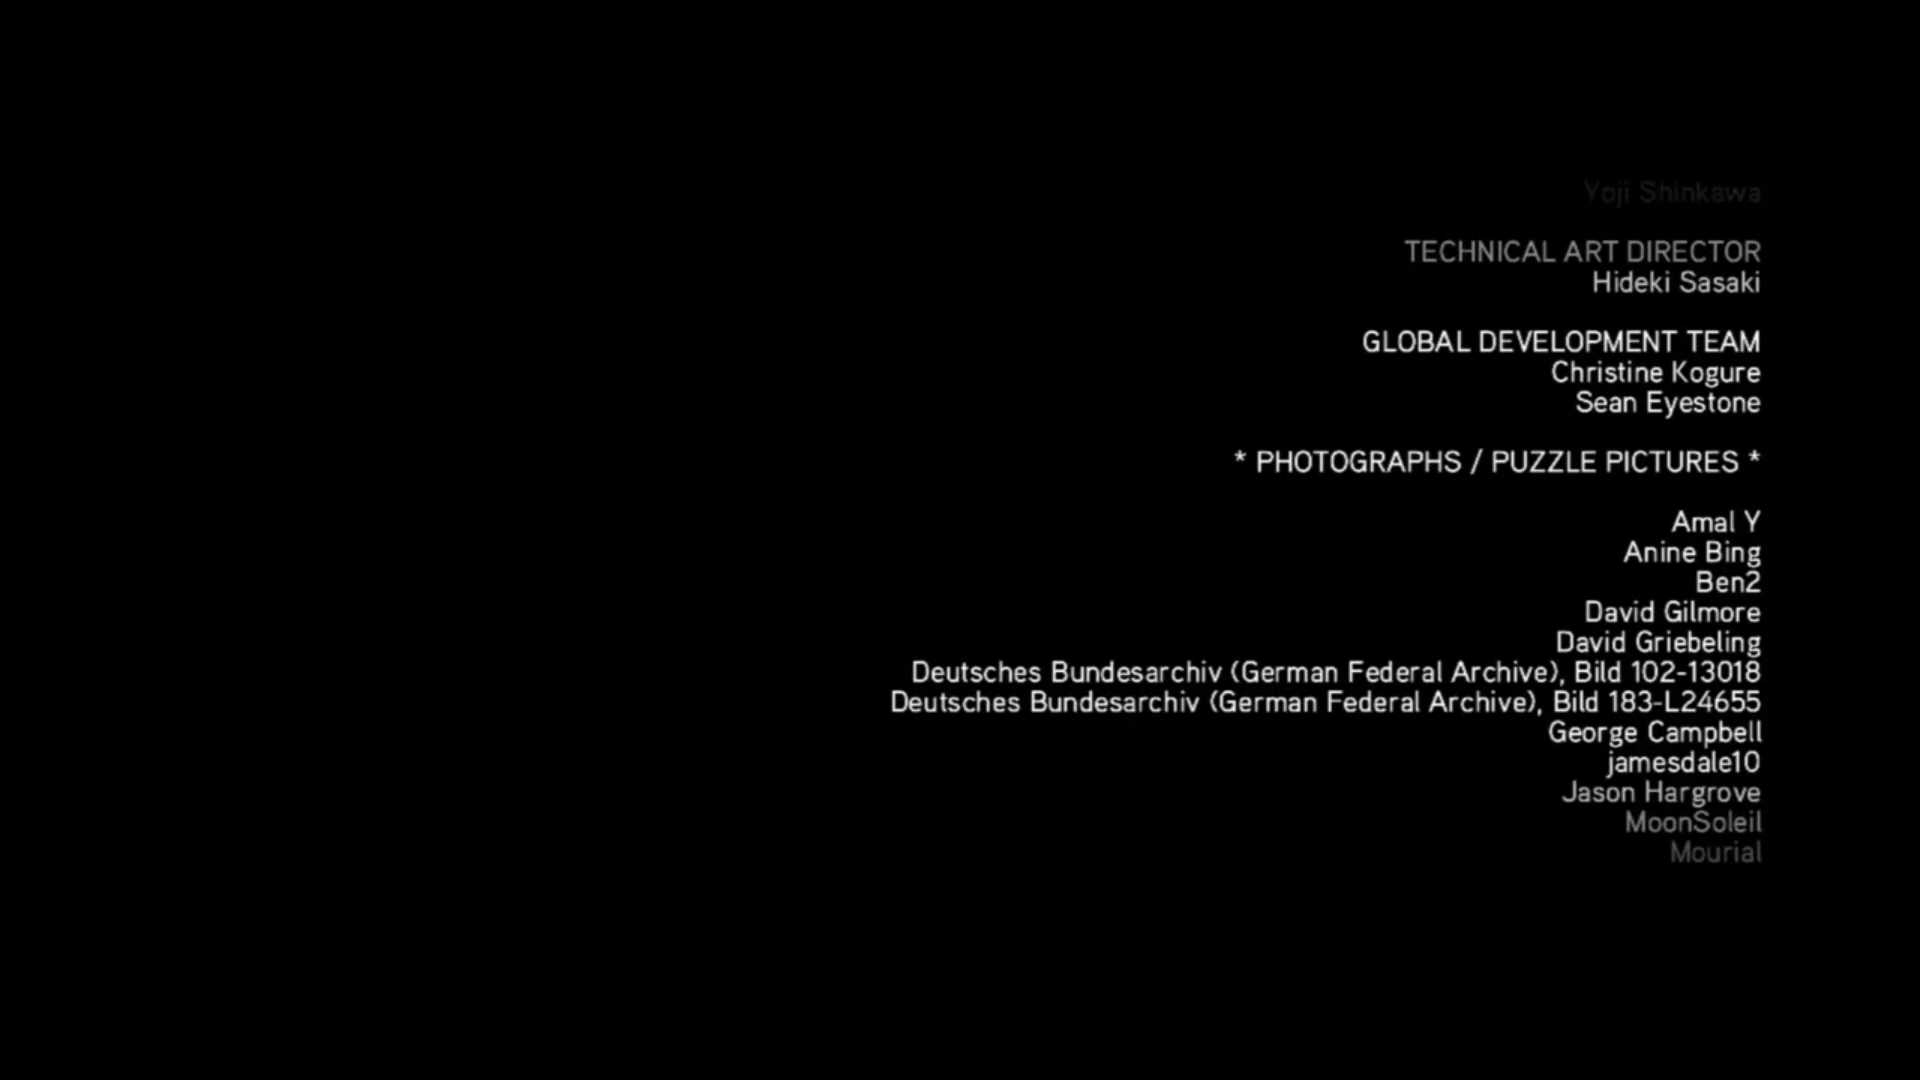 Yoji Shinkawa
TECHNICAL ART DIRECTOR
Hideki Sasaki
GLOBAL DEVELOPMENT TEAM
Christine Kogure
Sean Eyestone
* PHOTOGRAPHS / PUZZLE PICTURES *
Amal Y
Anine Bing
Ben2
David Gilmore
David Griebeling
Deutsches Bundesarchiv (German Federal Archive), Bild 102-13018
Deutsches Bundesarchiv (German Federal Archive), Bild 183-L24655
George Campbell
jamesdale10
Jason Hargrove
MoonSoleil
Mourial